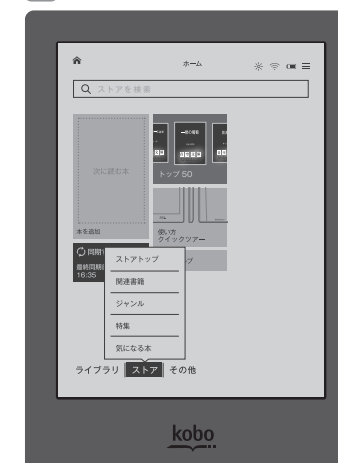 ホーム
ストアを検索
次に読む本
本を追加
トップ 50
使い方
クイックツアー
同期
最終同期
16:35
ップ
ストアトップ
関連書籍
ジャンル
特集
気になる本
ライブラリ ストア その他
kobo